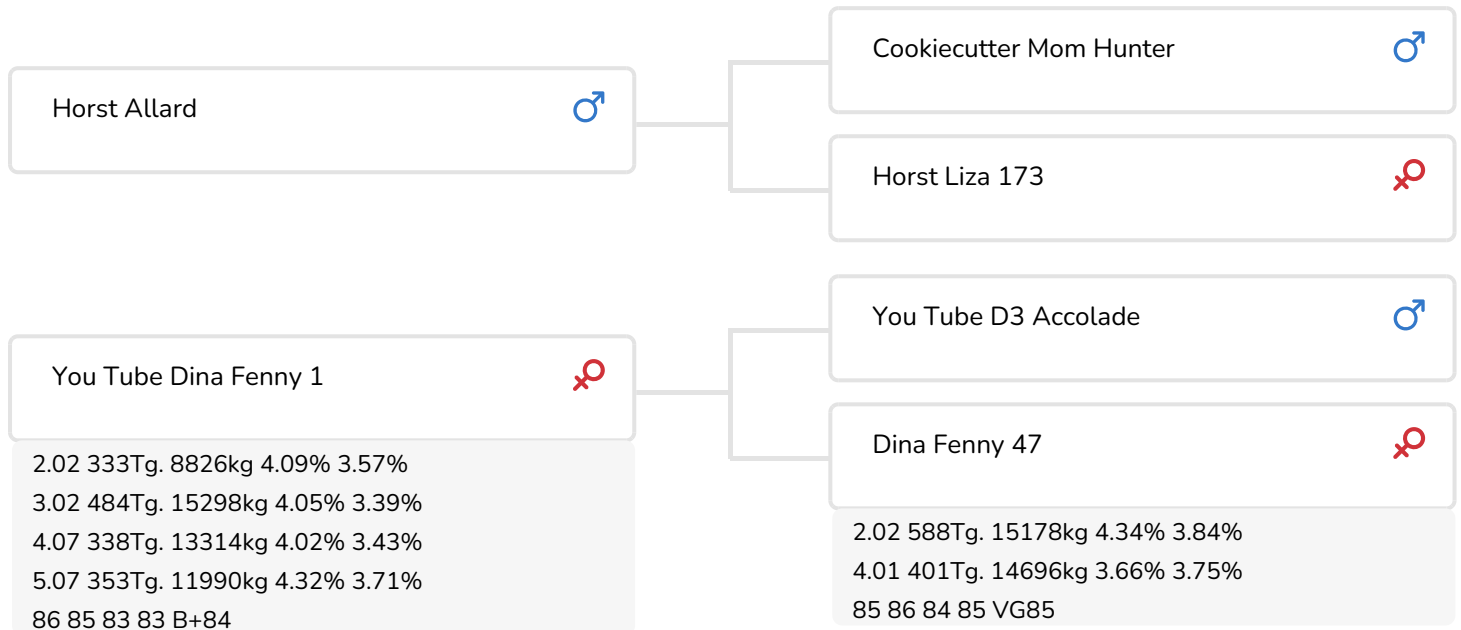 Cookiecutter Mom Hunter
Horst Allard
Horst Liza 173
You Tube D3 Accolade
You Tube Dina Fenny 1
2.02 333Tg. 8826kg 4.09% 3.57%
3.02 484Tg. 15298kg 4.05% 3.39%
4.07 338Tg. 13314kg 4.02% 3.43%
5.07 353Tg. 11990kg 4.32% 3.71%
86 85 83 83 B+84
Dina Fenny 47
2.02 588Tg. 15178kg 4.34% 3.84%
4.01 401Tg. 14696kg 3.66% 3.75%
85 86 84 85 VG85